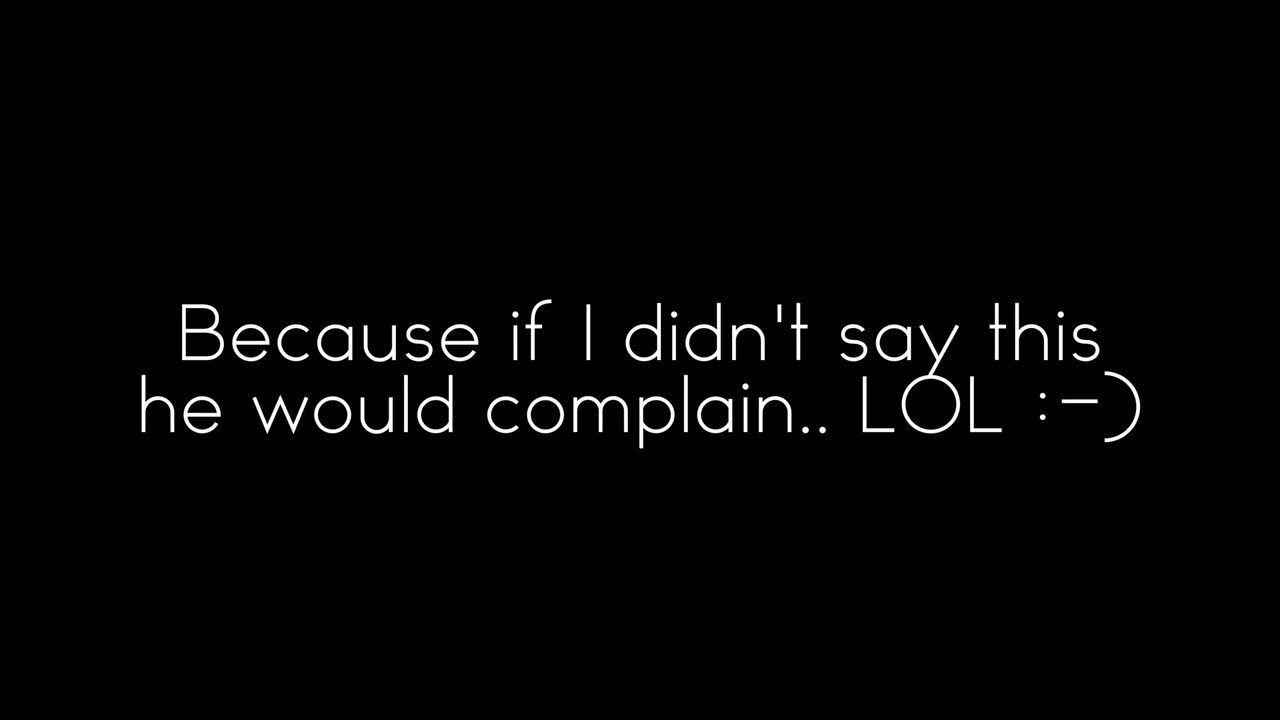 Because if I didn't say this
he would complain.. LOL :-)